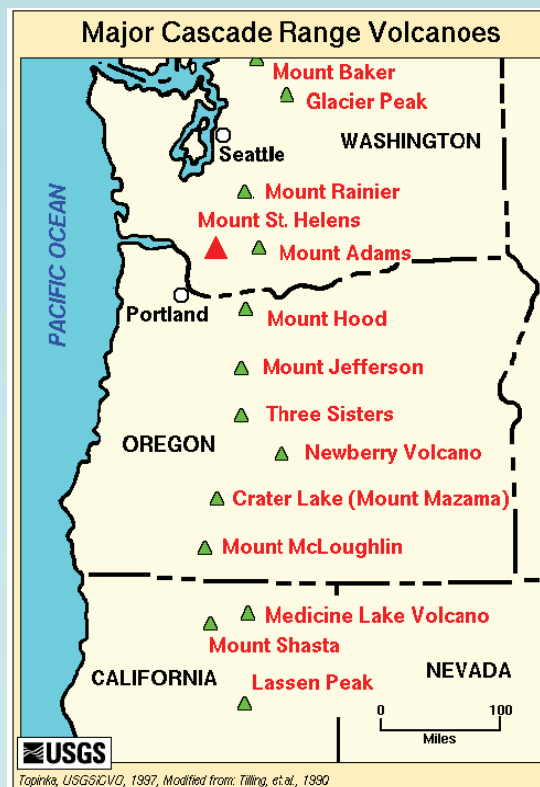 Major Cascade Range Volcanoes
Mount Baker
Glacier Peak
WASHINGTON
Seattle
Mount Rainier
Mount St. Helens
Mount Adams
PACIFIC OCEAN
Portland
Mount Hood
Mount Jefferson
Three Sisters
OREGON
Newberry Volcano
Crater Lake (Mount Mazama)
Mount McLoughlin
Medicine Lake Volcano
Mount Shasta
CALIFORNIA
NEVADA
Lassen Peak
0 100
Miles
USGS
Topinka, USGS/CVO, 1997, Modified from: Tilling, et.al., 1990